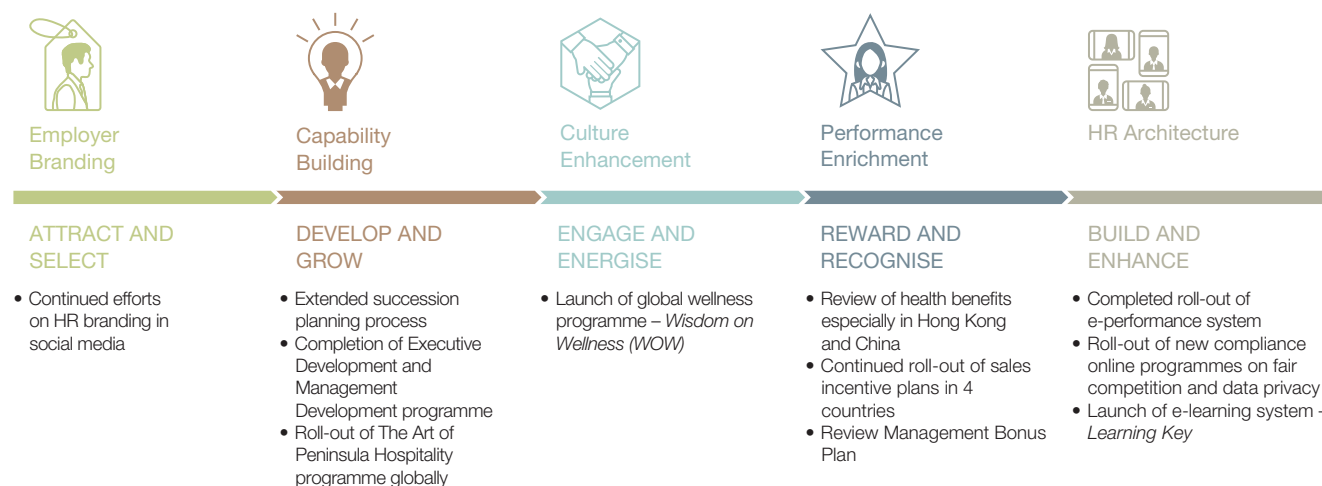 Employer
Branding
Capability
Building
Culture
Enhancement
Performance
Enrichment
HR Architecture
ATTRACT AND
SELECT
• Continued efforts
on HR branding in
social media
DEVELOP AND
GROW
• Extended succession
planning process
• Completion of Executive
Development and
Management
Development programme
• Roll-out of The Art of
Peninsula Hospitality
programme globally
ENGAGE AND
ENERGISE
• Launch of global wellness
programme – Wisdom on
Wellness (WOW)
REWARD AND
RECOGNISE
• Review of health benefits
especially in Hong Kong
and China
• Continued roll-out of sales
incentive plans in 4
countries
• Review Management Bonus
Plan
BUILD AND
ENHANCE
• Completed roll-out of
e-performance system
• Roll-out of new compliance
online programmes on fair
competition and data privacy
• Launch of e-learning system –
Learning Key